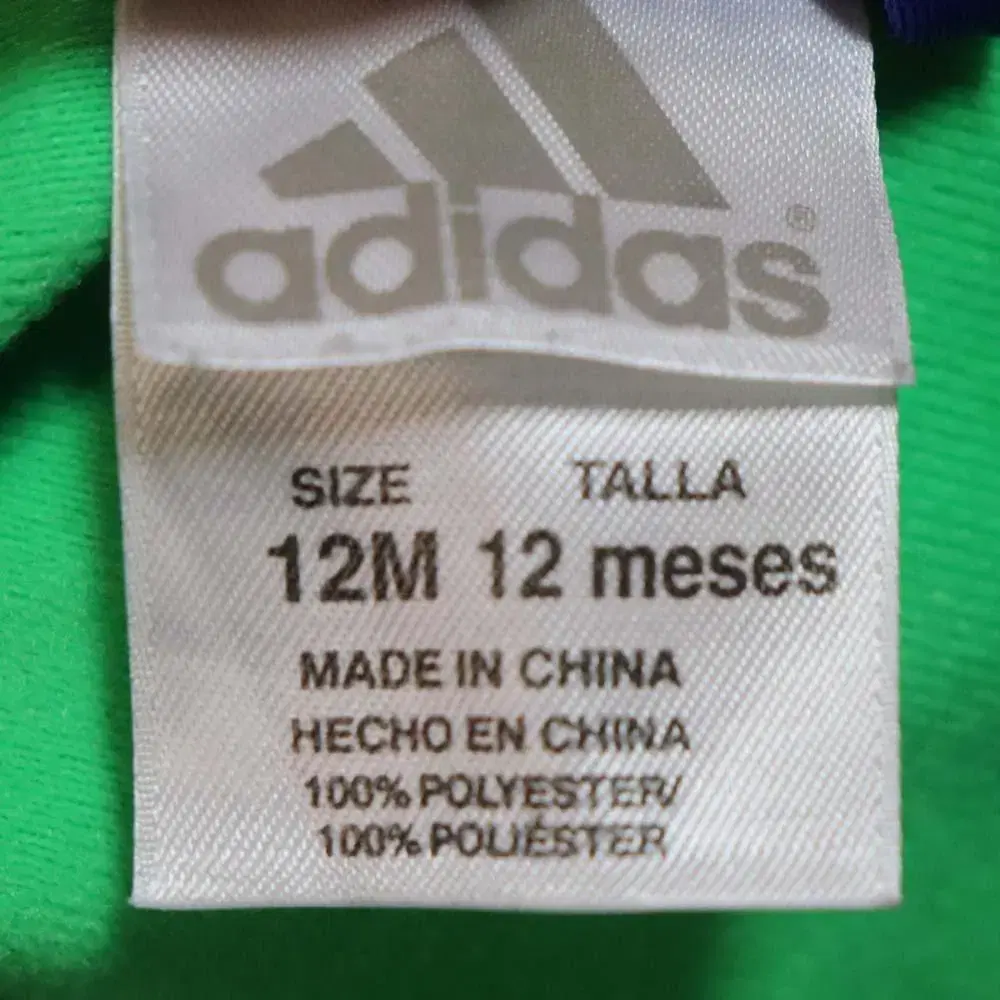 adidas®
SIZE TALLA
12M 12 meses
MADE IN CHINA
HECHO EN CHINA
100% POLYESTER/
100% POLIÉSTER